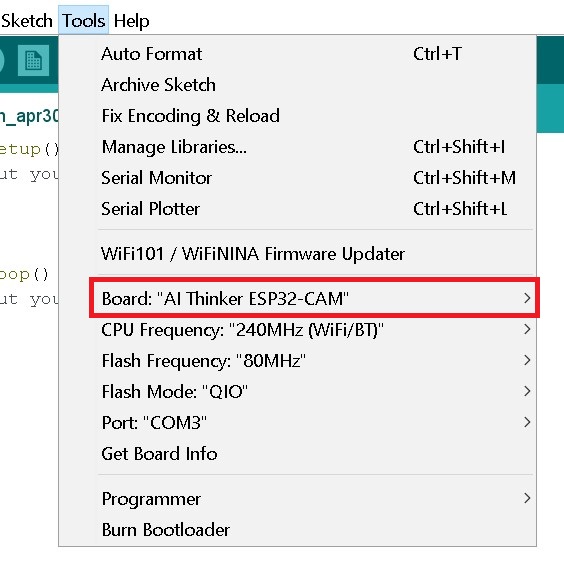 Sketch Tools Help
Auto Format Ctrl+T
n_apr30
Archive Sketch
Fix Encoding & Reload
etup()
Manage Libraries... Ctrl+Shift+I
ut you
Serial Monitor Ctrl+Shift+M
Serial Plotter Ctrl+Shift+L
WiFi101 / WiFiNINA Firmware Updater
oop()
Board: "AI Thinker ESP32-CAM"
ut you
CPU Frequency: "240MHz (WiFi/BT)"
Flash Frequency: "80MHz"
Flash Mode: "QIO"
Port: "COM3"
Get Board Info
Programmer
Burn Bootloader